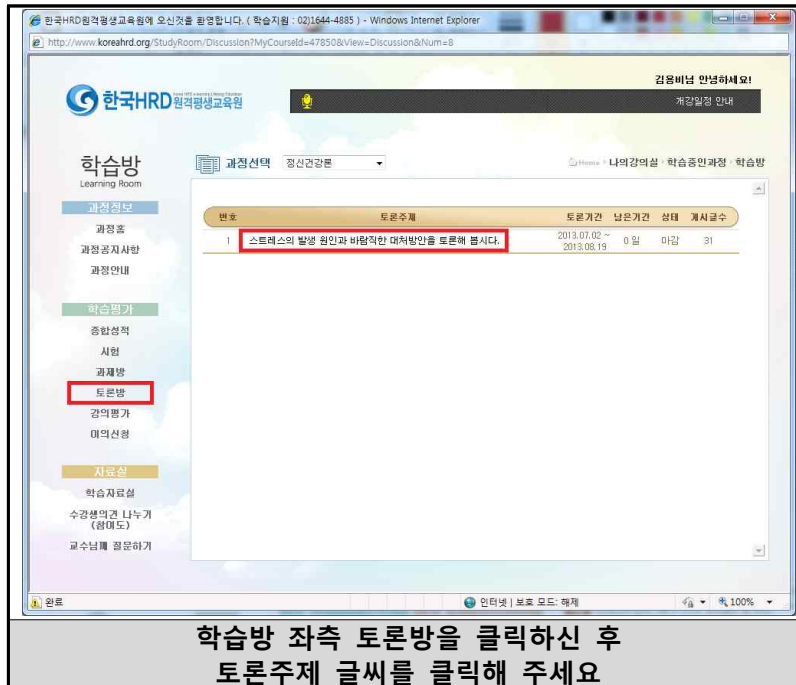 한국HRD원격평생교육원에 오신것을 환영합니다. ( 학습지원 : 02)1644-4885 ) - Windows Internet Explorer
http://www.koreahrd.org/StudyRoom/Discussion?MyCourseId=47850&View=Discussion&Num=8
김용비님 안녕하세요!
한국HRD원격평생교육원
개강일정 안내
학습방
Learning Room
과정선택 정신건강론
Home › 나의강의실 › 학습중인과정 › 학습방
과정정보
과정홈
과정공지사항
과정안내
학습평가
종합성적
시험
과제방
토론방
강의평가
이의신청
자료실
학습자료실
수강생의견 나누기
(참여도)
교수님께 질문하기
번호 토론주제 토론기간 남은기간 상태 게시글수
1 스트레스의 발생 원인과 바람직한 대처방안을 토론해 봅시다. 2013.07.02 ~ 2013.08.19 0 일 마감 31
완료
인터넷 | 보호 모드: 해제
100%
학습방 좌측 토론방을 클릭하신 후
토론주제 글씨를 클릭해 주세요